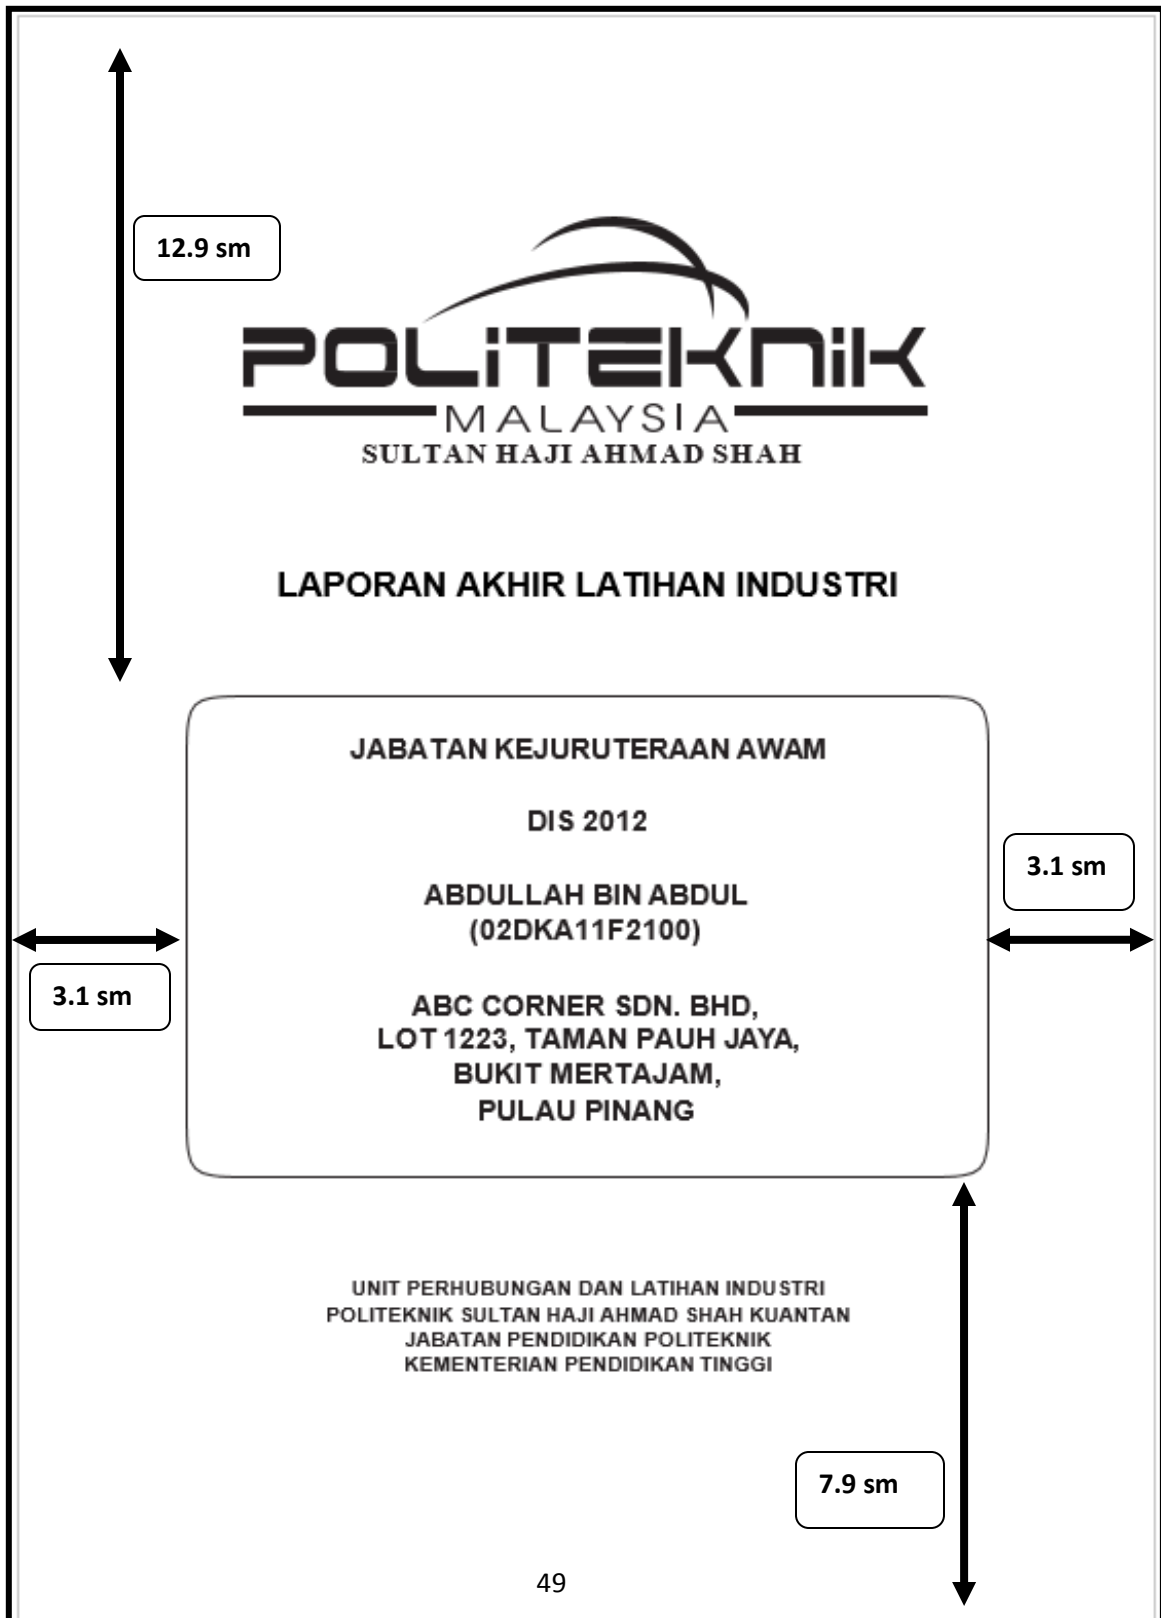 12.9 sm
POLiTEKNiK
MALAYSIA
SULTAN HAJI AHMAD SHAH
LAPORAN AKHIR LATIHAN INDUSTRI
JABATAN KEJURUTERAAN AWAM
DIS 2012
ABDULLAH BIN ABDUL
(02DKA11F2100)
3.1 sm
3.1 sm
ABC CORNER SDN. BHD,
LOT 1223, TAMAN PAUH JAYA,
BUKIT MERTAJAM,
PULAU PINANG
UNIT PERHUBUNGAN DAN LATIHAN INDUSTRI
POLITEKNIK SULTAN HAJI AHMAD SHAH KUANTAN
JABATAN PENDIDIKAN POLITEKNIK
KEMENTERIAN PENDIDIKAN TINGGI
7.9 sm
49